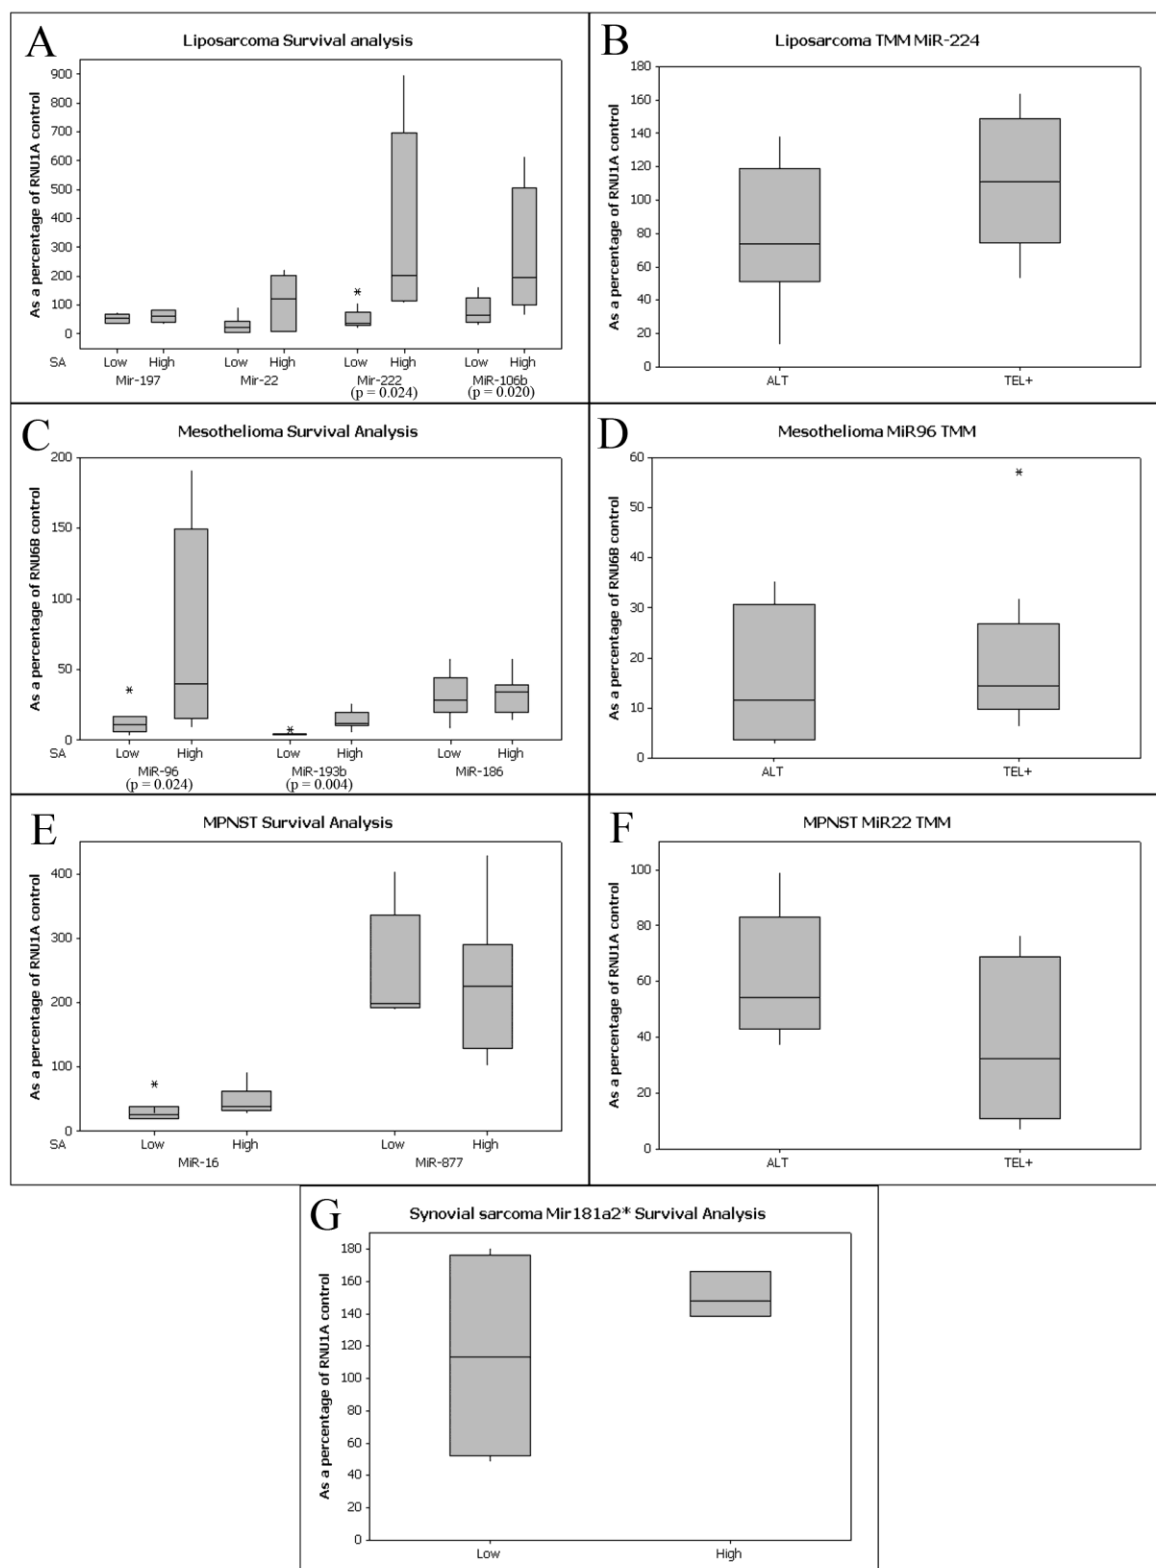 A
Liposarcoma Survival analysis
As a percentage of RNU1A control
900
800
700
600
500
400
300
200
100
0
SA Low High Low High Low High Low High
Mir-197 Mir-22 Mir-222 MiR-106b
(p = 0.024) (p = 0.020)
B
Liposarcoma TMM MiR-224
As a percentage of RNU1A control
180
160
140
120
100
80
60
40
20
0
ALT TEL+
C
Mesothelioma Survival Analysis
As a percentage of RNU6B control
200
150
100
50
0
SA Low High Low High Low High
MiR-96 MiR-193b MiR-186
(p = 0.024) (p = 0.004)
D
Mesothelioma MiR96 TMM
As a percentage of RNU6B control
60
50
40
30
20
10
0
ALT TEL+
E
MPNST Survival Analysis
As a percentage of RNU1A control
400
300
200
100
0
SA Low High Low High
MiR-16 MiR-877
F
MPNST MiR22 TMM
As a percentage of RNU1A control
100
80
60
40
20
0
ALT TEL+
G
Synovial sarcoma Mir181a2* Survival Analysis
As a percentage of RNU1A control
180
160
140
120
100
80
60
40
20
0
Low High